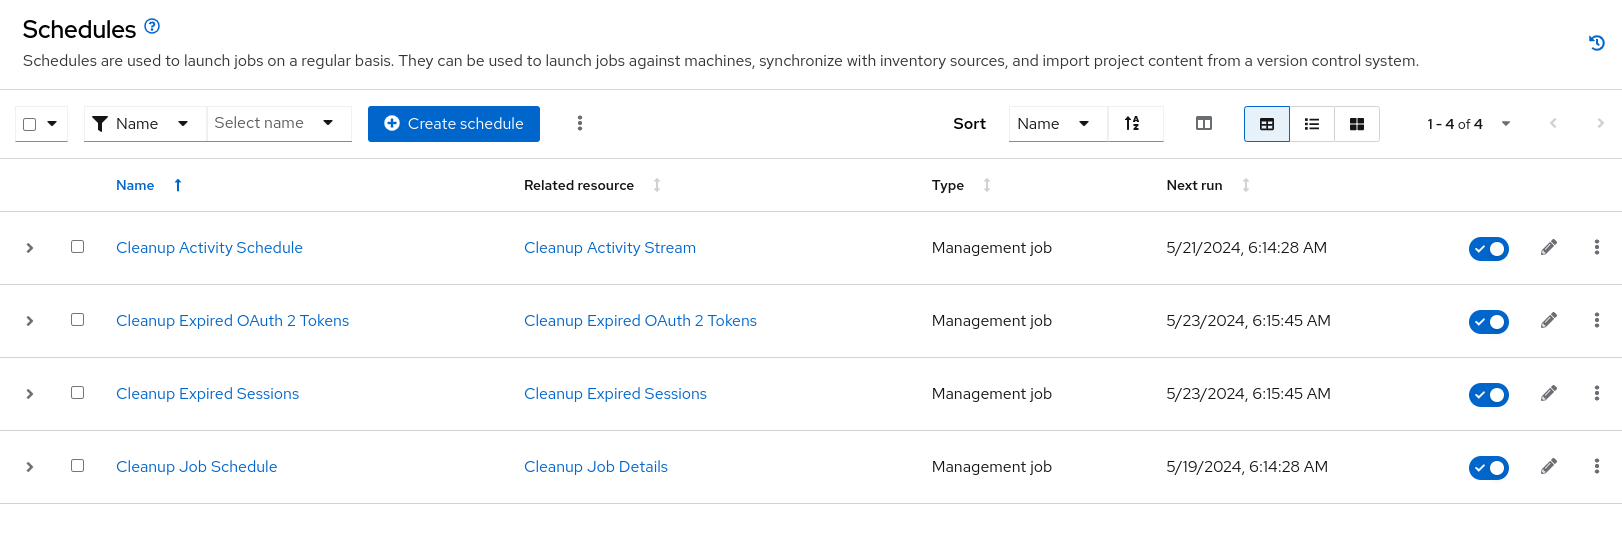 Schedules
Schedules are used to launch jobs on a regular basis. They can be used to launch jobs against machines, synchronize with inventory sources, and import project content from a version control system.
Name Select name Create schedule Sort Name 1 - 4 of 4
Name Related resource Type Next run
Cleanup Activity Schedule Cleanup Activity Stream Management job 5/21/2024, 6:14:28 AM
Cleanup Expired OAuth 2 Tokens Cleanup Expired OAuth 2 Tokens Management job 5/23/2024, 6:15:45 AM
Cleanup Expired Sessions Cleanup Expired Sessions Management job 5/23/2024, 6:15:45 AM
Cleanup Job Schedule Cleanup Job Details Management job 5/19/2024, 6:14:28 AM